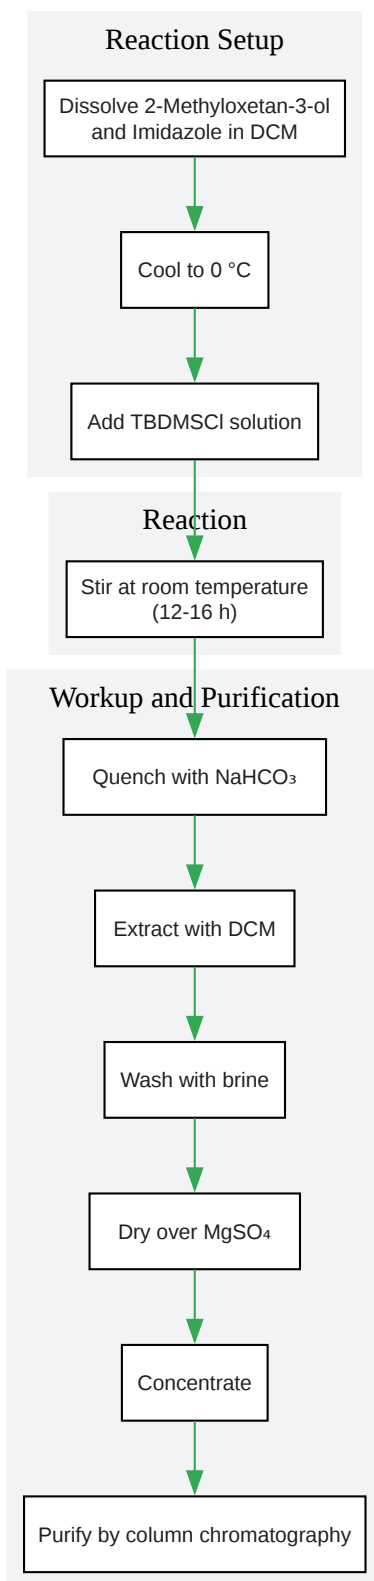 Reaction Setup
Dissolve 2-Methyloxetan-3-ol
and Imidazole in DCM
Cool to 0 °C
Add TBDMSCl solution
Reaction
Stir at room temperature
(12-16 h)
Workup and Purification
Quench with NaHCO₃
Extract with DCM
Wash with brine
Dry over MgSO₄
Concentrate
Purify by column chromatography